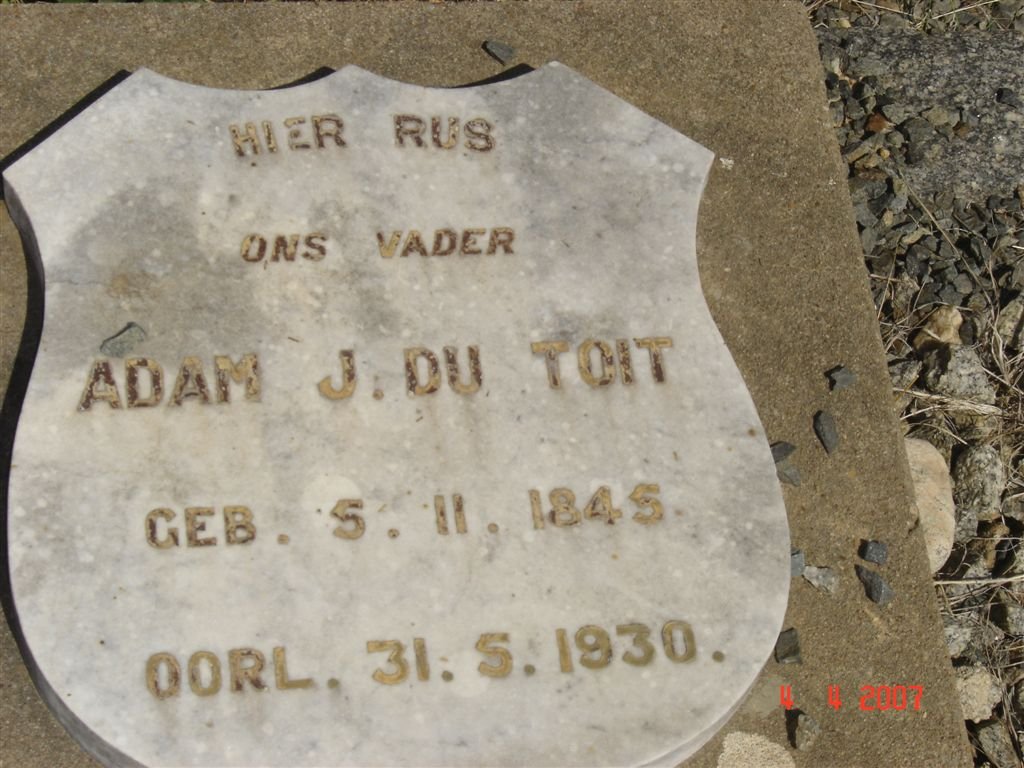 HIER RUS
ONS VADER
ADAM J. DU TOIT
GEB. 5. 11. 1845.
OORL. 31. 5. 1930.
4 4 2007